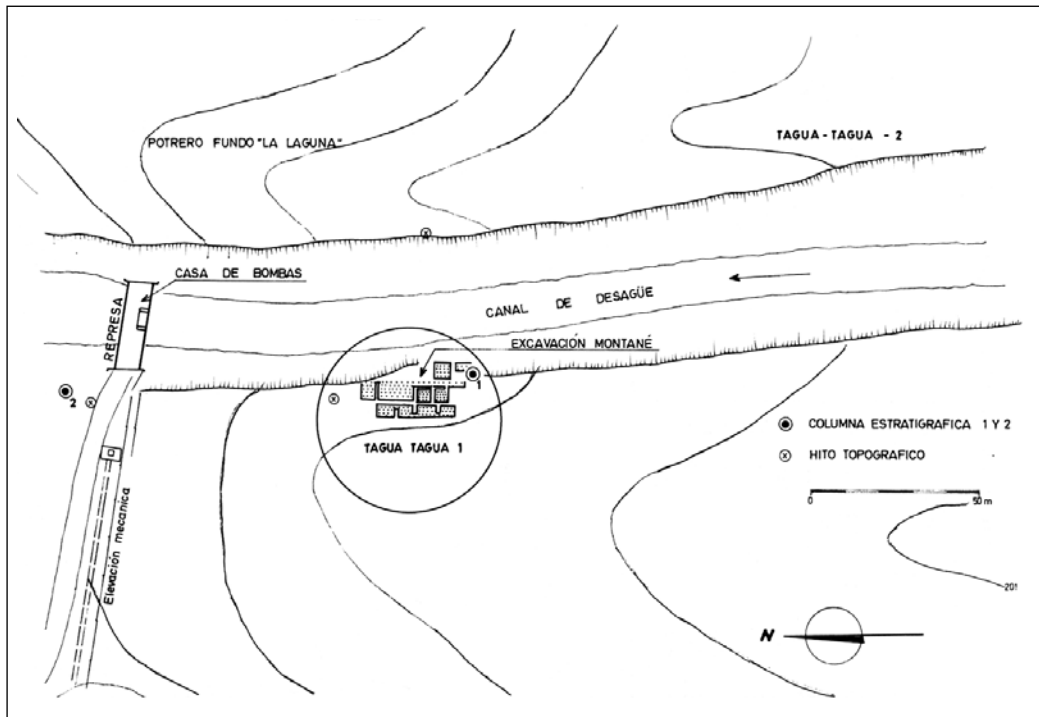 POTRERO FUNDO "LA LAGUNA"
TAGUA-TAGUA - 2
CASA DE BOMBAS
REPRESA
CANAL DE DESAGÜE
EXCAVACIÓN MONTANÉ
1
2
TAGUA TAGUA 1
COLUMNA ESTRATIGRAFICA 1 Y 2
HITO TOPOGRAFICO
0 50 m
Elevación mecanica
201
N